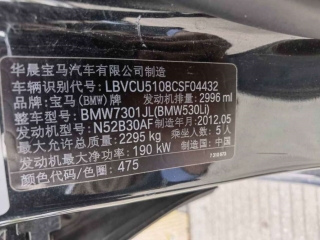 华晨宝马汽车有限公司制造
车辆识别代号: LBVCU5108CSF04432
品牌: 宝马(BMW)牌 发动机排量: 2996 ml
整车型号: BMW7301JL(BMW530Li)
发动机型号: N52B30AF 制造年月: 2012.05
最大允许总质量: 2295 kg 乘坐人数: 5人
发动机最大净功率: 190 kW 制造国: 中国
颜色代码/色图: 475